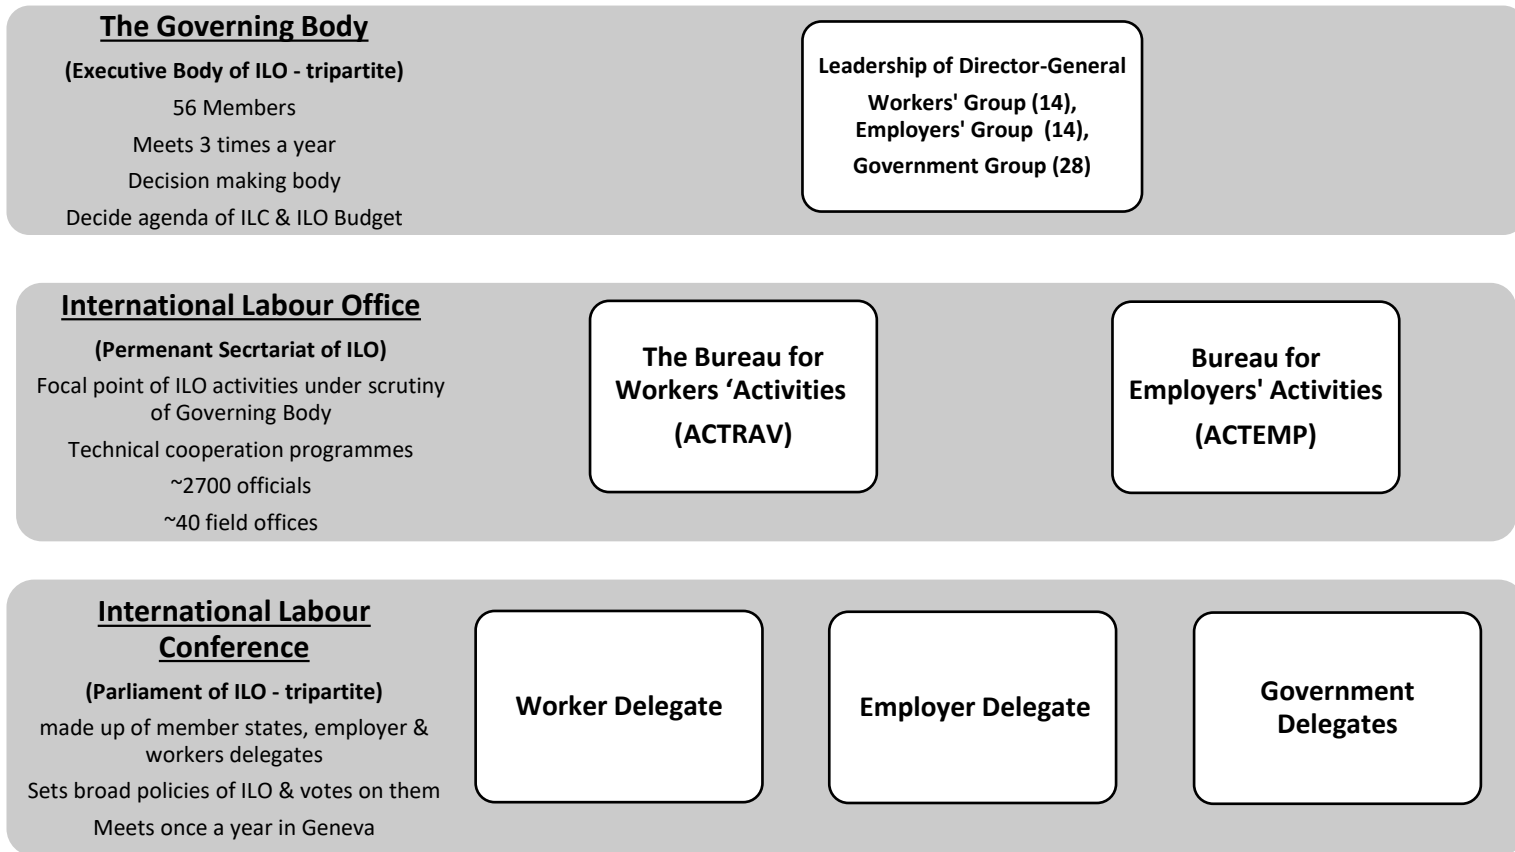 The Governing Body
(Executive Body of ILO - tripartite)
56 Members
Meets 3 times a year
Decision making body
Decide agenda of ILC & ILO Budget
Leadership of Director-General
Workers' Group (14),
Employers' Group  (14),
Government Group (28)
International Labour Office
(Permenant Secrtariat of ILO)
Focal point of ILO activities under scrutiny
of Governing Body
Technical cooperation programmes
~2700 officials
~40 field offices
The Bureau for
Workers ‘Activities
(ACTRAV)
Bureau for
Employers' Activities
(ACTEMP)
International Labour
Conference
(Parliament of ILO - tripartite)
made up of member states, employer &
workers delegates
Sets broad policies of ILO & votes on them
Meets once a year in Geneva
Worker Delegate
Employer Delegate
Government
Delegates